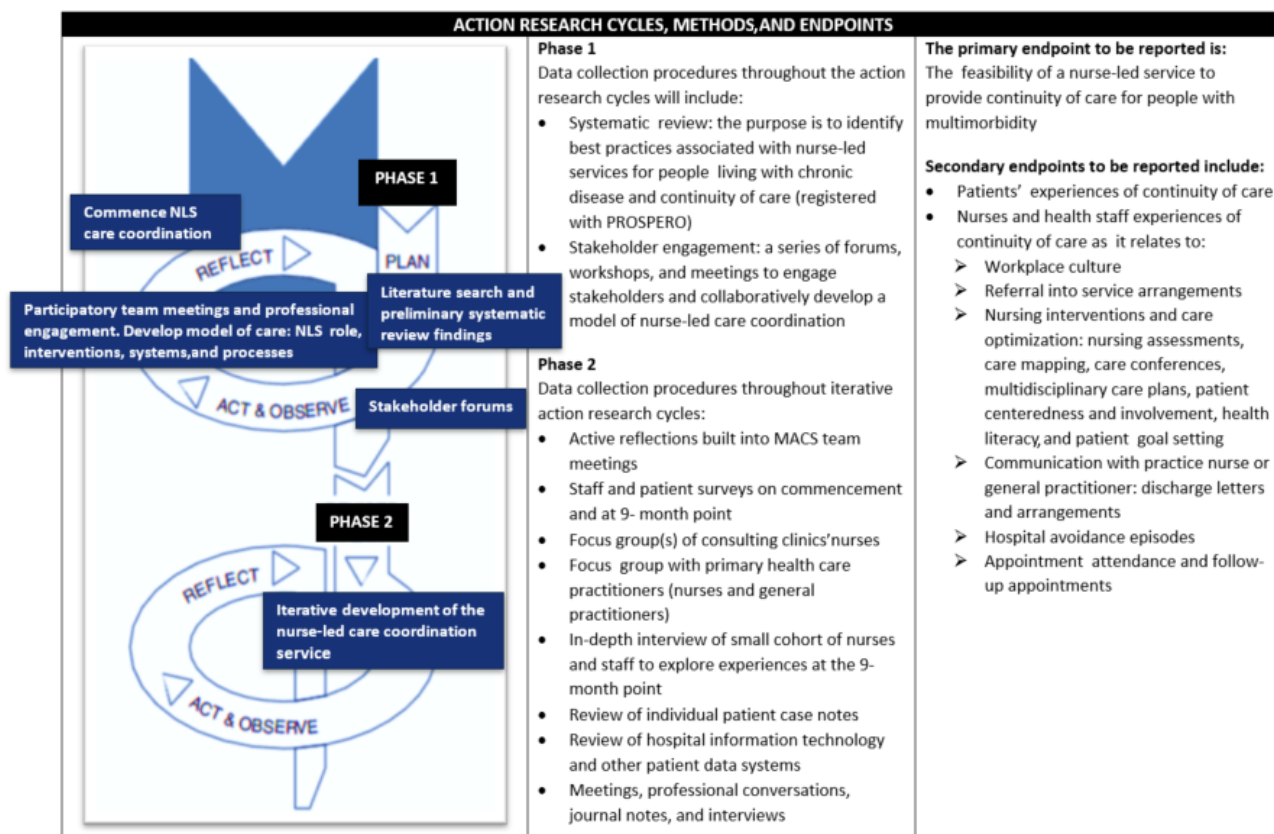 ACTION RESEARCH CYCLES, METHODS,AND ENDPOINTS
PHASE 1
Commence NLS
care coordination
REFLECT
PLAN
Participatory team meetings and professional
engagement. Develop model of care: NLS role,
interventions, systems,and processes
Literature search and
preliminary systematic
review findings
ACT & OBSERVE
Stakeholder forums
PHASE 2
REFLECT
Iterative development of the
nurse-led care coordination
service
ACT & OBSERVE
Phase 1
Data collection procedures throughout the action
research cycles will include:
• Systematic review: the purpose is to identify
best practices associated with nurse-led
services for people living with chronic
disease and continuity of care (registered
with PROSPERO)
• Stakeholder engagement: a series of forums,
workshops, and meetings to engage
stakeholders and collaboratively develop a
model of nurse-led care coordination
Phase 2
Data collection procedures throughout iterative
action research cycles:
• Active reflections built into MACS team
meetings
• Staff and patient surveys on commencement
and at 9- month point
• Focus group(s) of consulting clinics'nurses
• Focus group with primary health care
practitioners (nurses and general
practitioners)
• In-depth interview of small cohort of nurses
and staff to explore experiences at the 9-
month point
• Review of individual patient case notes
• Review of hospital information technology
and other patient data systems
• Meetings, professional conversations,
journal notes, and interviews
The primary endpoint to be reported is:
The feasibility of a nurse-led service to
provide continuity of care for people with
multimorbidity
Secondary endpoints to be reported include:
• Patients' experiences of continuity of care
• Nurses and health staff experiences of
continuity of care as it relates to:
➢ Workplace culture
➢ Referral into service arrangements
➢ Nursing interventions and care
optimization: nursing assessments,
care mapping, care conferences,
multidisciplinary care plans, patient
centeredness and involvement, health
literacy, and patient goal setting
➢ Communication with practice nurse or
general practitioner: discharge letters
and arrangements
➢ Hospital avoidance episodes
➢ Appointment attendance and follow-
up appointments